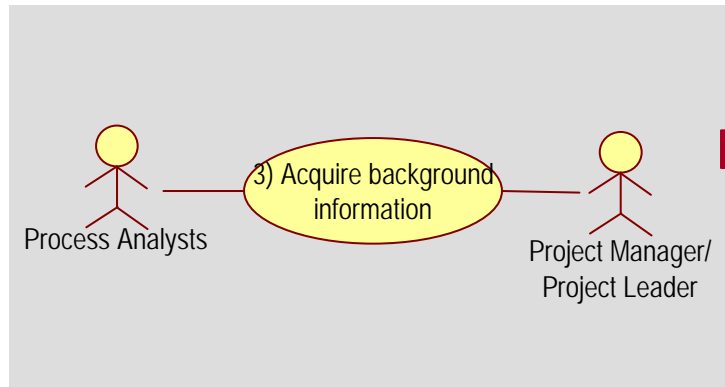 3) Acquire background
information
Process Analysts
Project Manager/
Project Leader